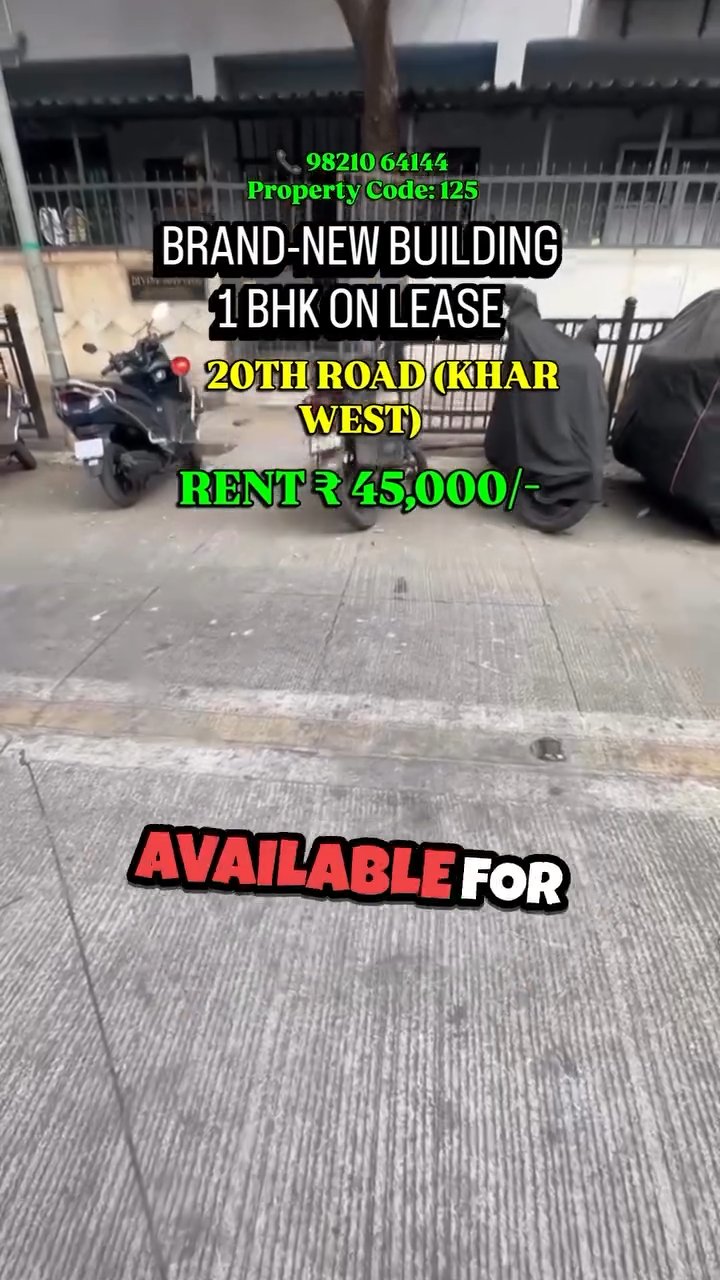 📞 98210 64144
Property Code: 125
BRAND-NEW BUILDING
1 BHK ON LEASE
📍 20TH ROAD (KHAR
WEST)
RENT ₹ 45,000/-
AVAILABLE FOR